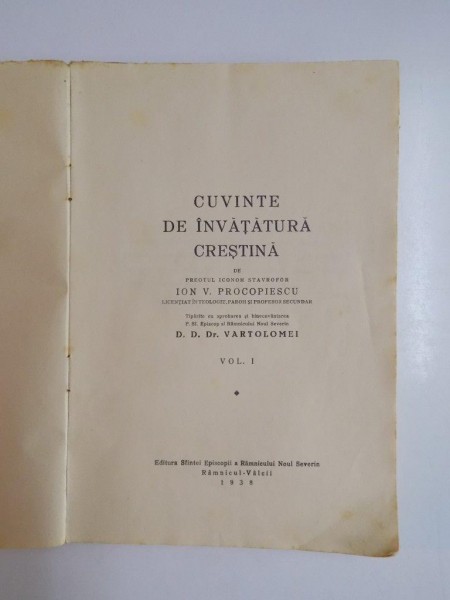 CUVINTE
DE ÎNVĂȚĂTURĂ
CREȘTINĂ
DE
PREOTUL ICONOM STAVROFOR
ION V. PROCOPIESCU
LICENȚIAT ÎN TEOLOGIE, PAROH ȘI PROFESOR SECUNDAR
Tipărite cu aprobarea și binecuvântarea
P. Sf. Episcop al Râmnicului Noul Severin
D. D. Dr. VARTOLOMEI
VOL. I
Editura Sfintei Episcopii a Râmnicului Noul Severin
Râmnicul-Vâlcii
1939